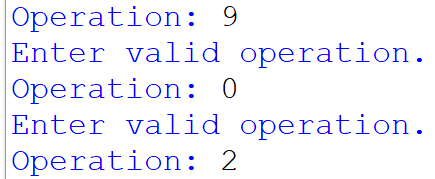 Operation: 9
Enter valid operation.
Operation: 0
Enter valid operation.
Operation: 2